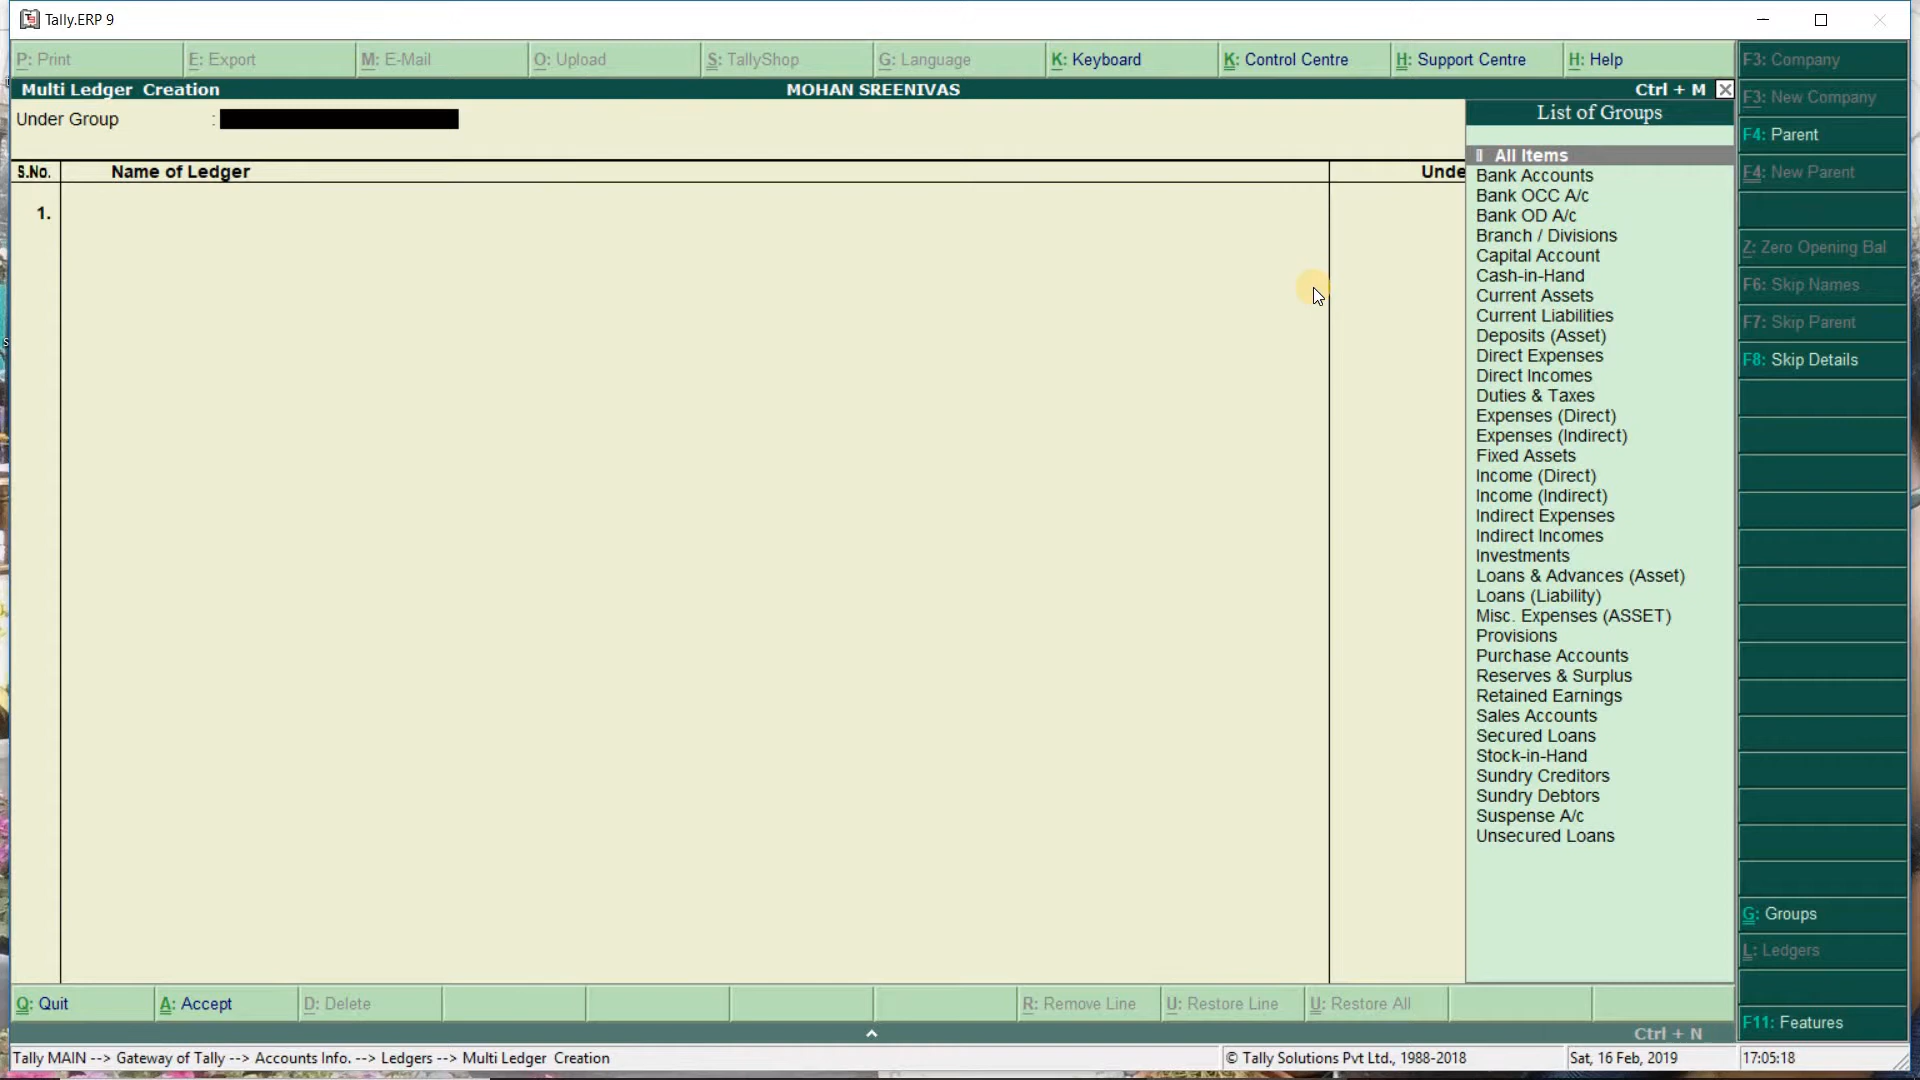 Tally.ERP 9
P: Print E: Export M: E-Mail O: Upload S: TallyShop G: Language K: Keyboard K: Control Centre H: Support Centre H: Help
Multi Ledger Creation MOHAN SREENIVAS Ctrl + M
Under Group :
S.No. Name of Ledger Unde
1.
List of Groups
All Items
Bank Accounts
Bank OCC A/c
Bank OD A/c
Branch / Divisions
Capital Account
Cash-in-Hand
Current Assets
Current Liabilities
Deposits (Asset)
Direct Expenses
Direct Incomes
Duties & Taxes
Expenses (Direct)
Expenses (Indirect)
Fixed Assets
Income (Direct)
Income (Indirect)
Indirect Expenses
Indirect Incomes
Investments
Loans & Advances (Asset)
Loans (Liability)
Misc. Expenses (ASSET)
Provisions
Purchase Accounts
Reserves & Surplus
Retained Earnings
Sales Accounts
Secured Loans
Stock-in-Hand
Sundry Creditors
Sundry Debtors
Suspense A/c
Unsecured Loans
F3: Company
F3: New Company
F4: Parent
F4: New Parent
Z: Zero Opening Bal
F6: Skip Names
F7: Skip Parent
F8: Skip Details
G: Groups
L: Ledgers
F11: Features
Q: Quit A: Accept D: Delete R: Remove Line U: Restore Line U: Restore All
Ctrl + N
Tally MAIN --> Gateway of Tally --> Accounts Info. --> Ledgers --> Multi Ledger Creation © Tally Solutions Pvt Ltd., 1988-2018 Sat, 16 Feb, 2019 17:05:18